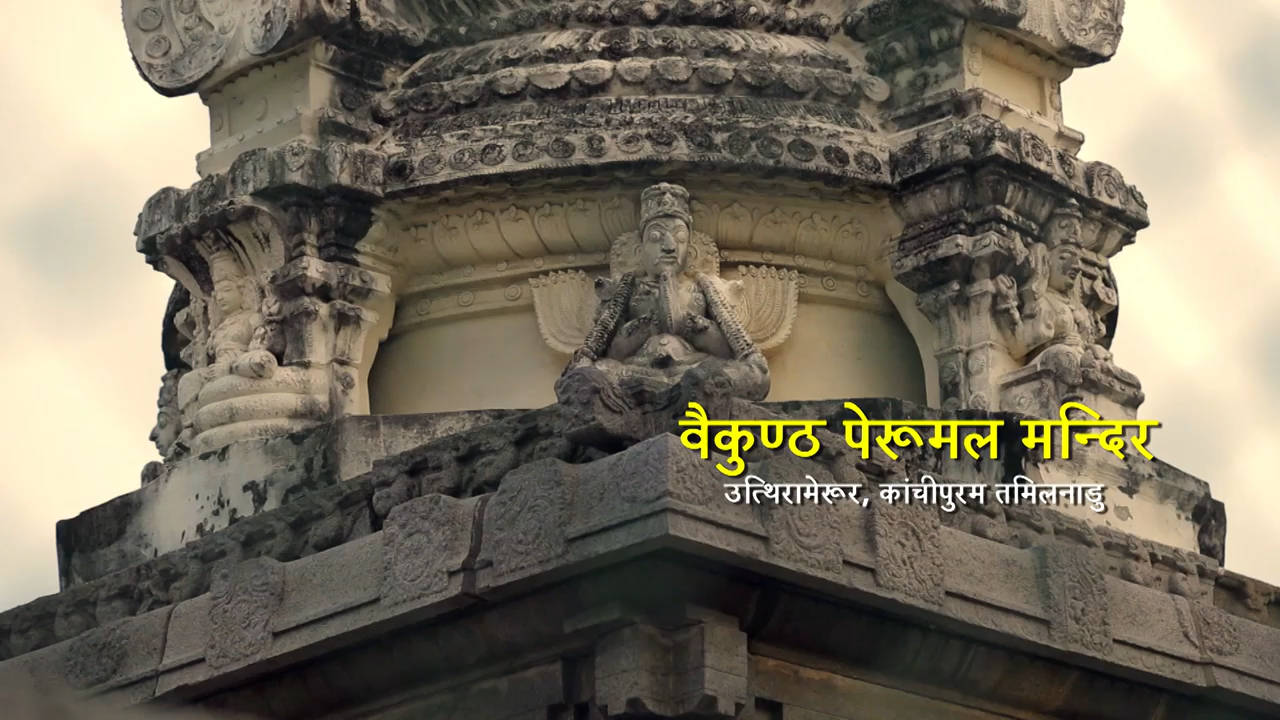 वैकुण्ठ पेरूमल मन्दिर
उत्थिरामेरूर, कांचीपुरम तमिलनाडु